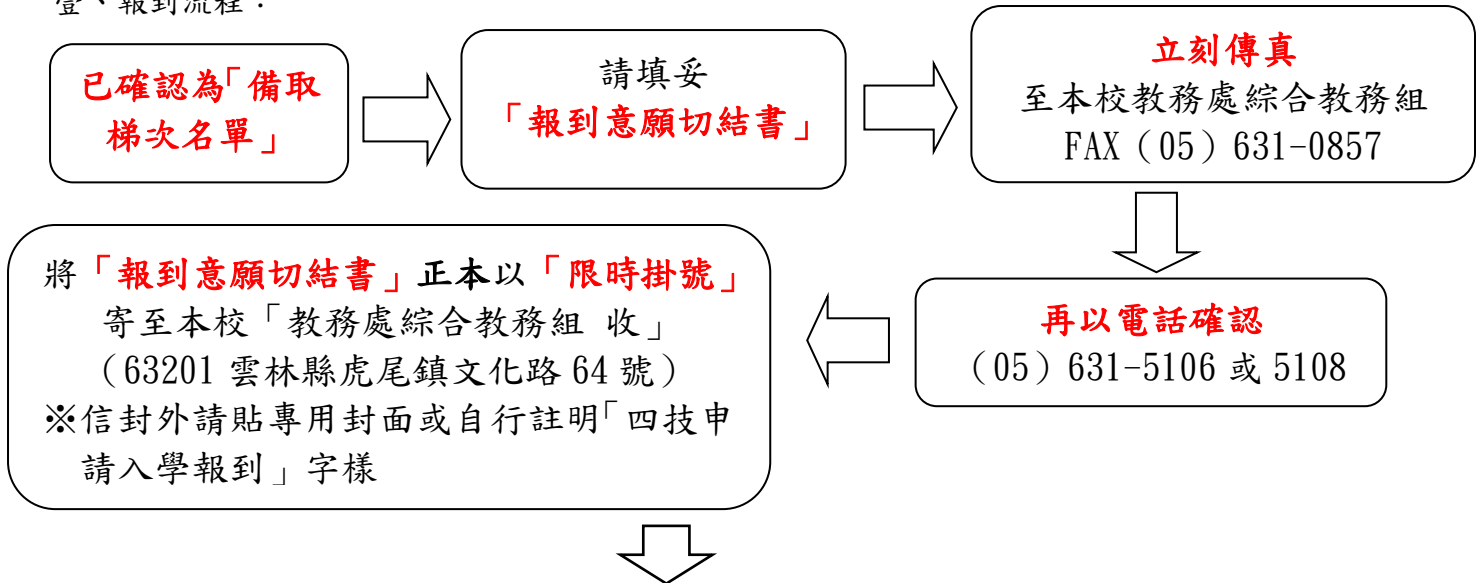 壹、報到流程：
已確認為「備取
梯次名單」
請填妥
「報到意願切結書」
立刻傳真
至本校教務處綜合教務組
FAX（05）631-0857
再以電話確認
（05）631-5106 或 5108
將「報到意願切結書」正本以「限時掛號」
寄至本校「教務處綜合教務組 收」
（63201 雲林縣虎尾鎮文化路 64 號）
※信封外請貼專用封面或自行註明「四技申
請入學報到」字樣